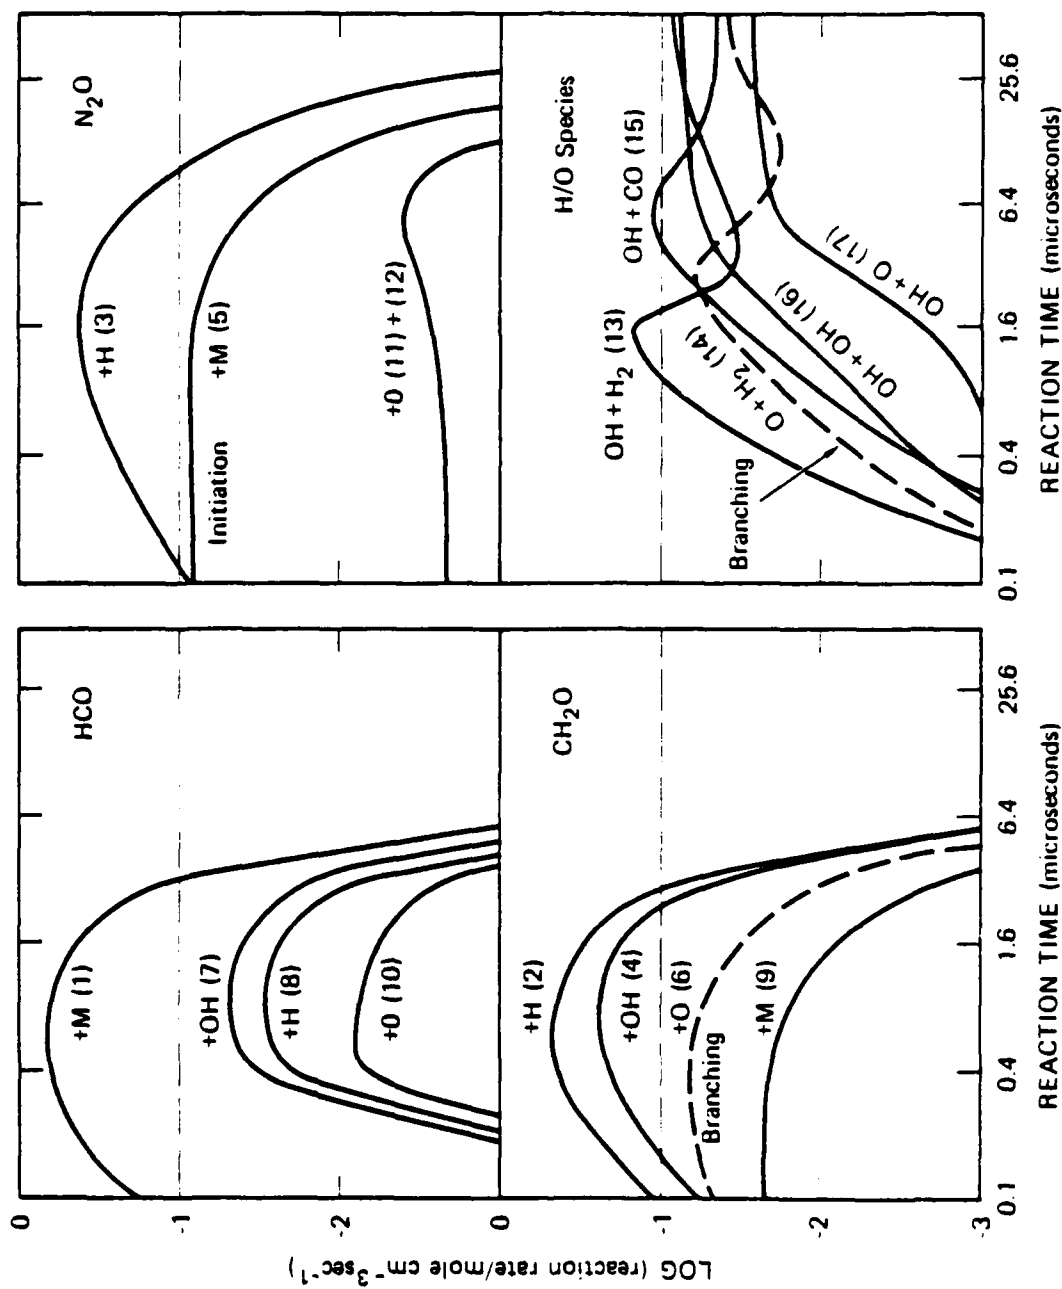 LOG (reaction rate/mole cm⁻³sec⁻¹)
0
-1
-2
0
-1
-2
-3
HCO
+M (1)
+OH (7)
+H (8)
+O (10)
N₂O
+H (3)
+M (5)
Initiation
+O (11) + (12)
CH₂O
+H (2)
+OH (4)
+O (6)
Branching
+M (9)
0.1 0.4 1.6 6.4 25.6
REACTION TIME (microseconds)
H/O Species
OH + H₂ (13)
OH + CO (15)
O + H₂ (14)
Branching
OH + OH (16)
OH + O (17)
0.1 0.4 1.6 6.4 25.6
REACTION TIME (microseconds)